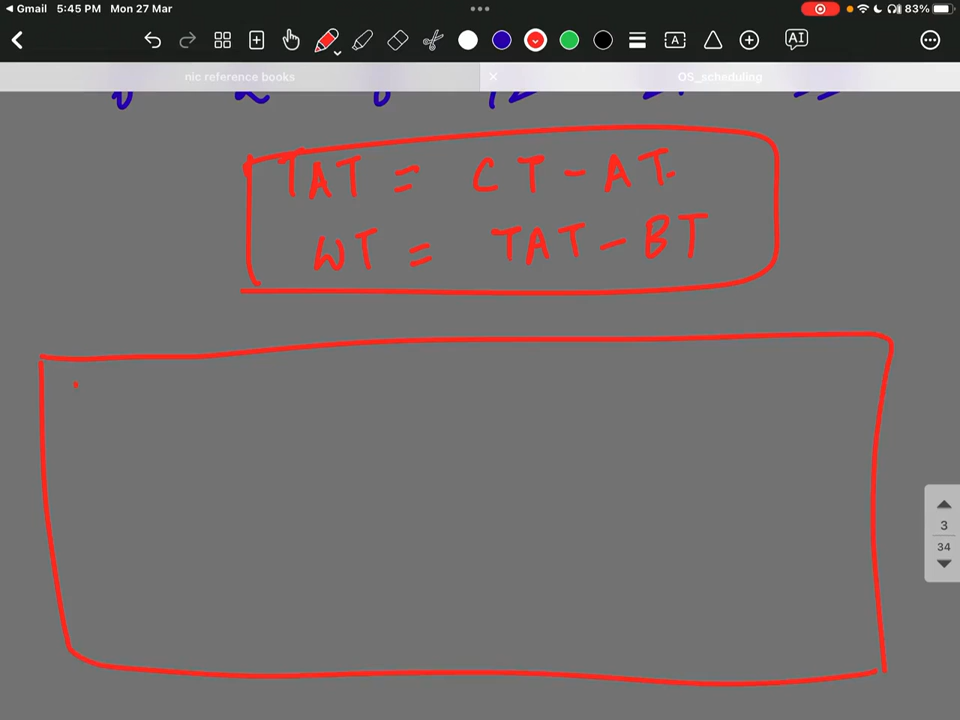 Gmail 5:45 PM Mon 27 Mar 83%
A AI
nic reference books OS_scheduling
TAT = CT - AT.
WT = TAT - BT
3
34